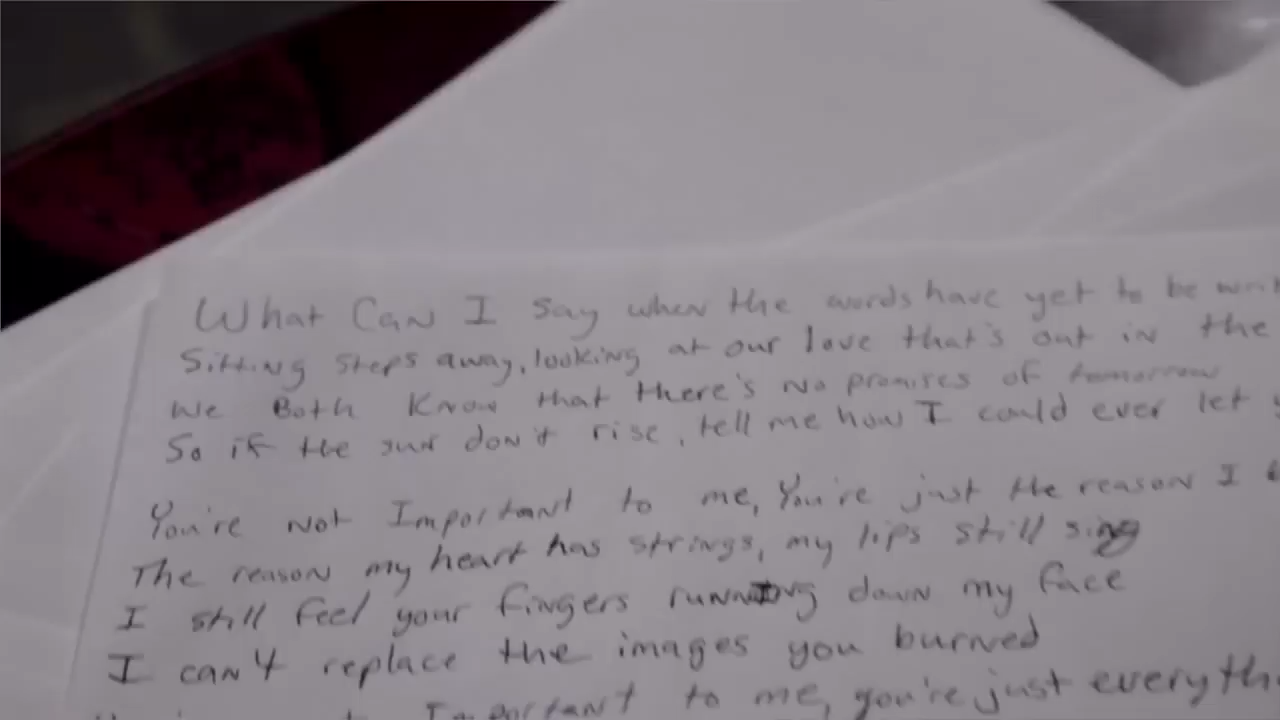 What Can I say when the words have yet to be
Sitting steps away, looking at our love that's out in the
We Both Know that there's No promises of tomorrow
So if the sun don't rise, tell me how I could ever let
You're not Important to me, You're just the reason I
The reason my heart has strings, my lips still sing
I still feel your fingers running down my face
I can't replace the images you burned
Important to me, you're just